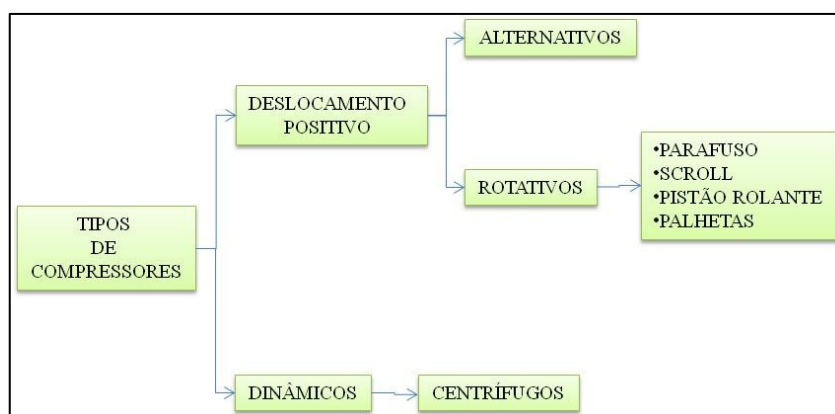 TIPOS
DE
COMPRESSORES
DESLOCAMENTO
POSITIVO
ALTERNATIVOS
ROTATIVOS
•PARAFUSO
•SCROLL
•PISTÃO ROLANTE
•PALHETAS
DINÂMICOS
CENTRÍFUGOS